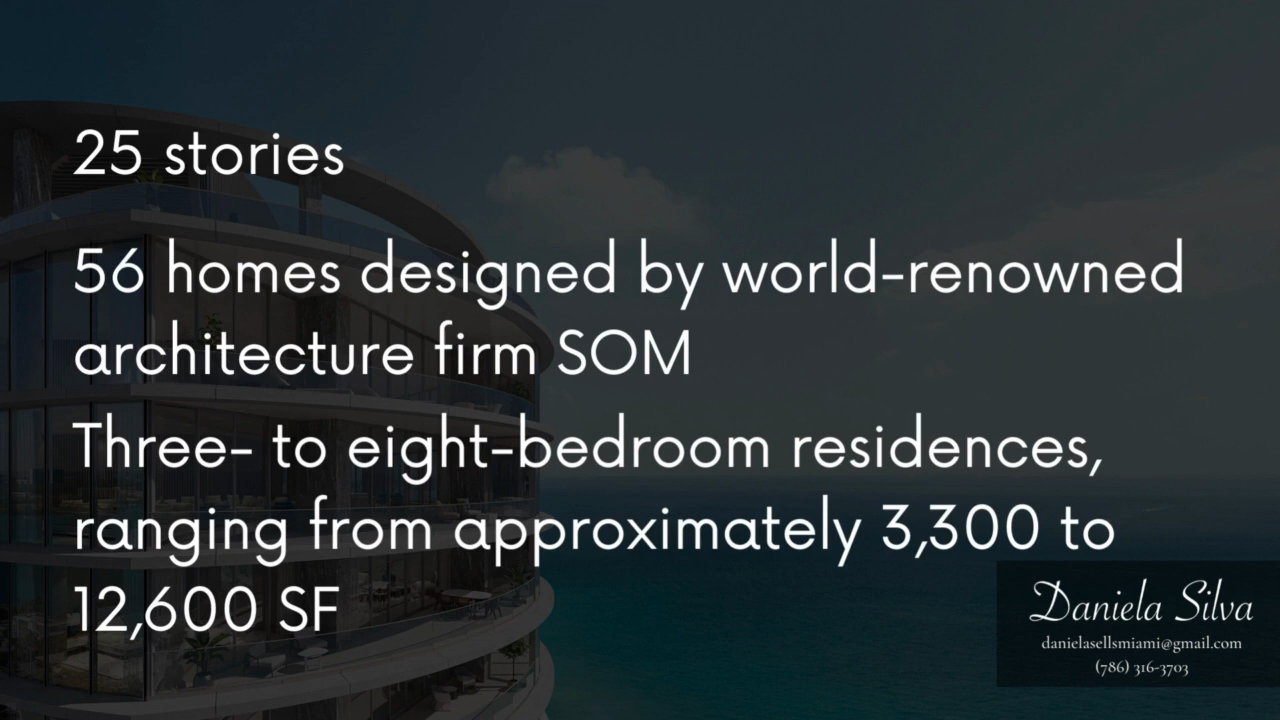 25 stories
56 homes designed by world-renowned
architecture firm SOM
Three- to eight-bedroom residences,
ranging from approximately 3,300 to
12,600 SF
Daniela Silva
danielasellsmiami@gmail.com
(786) 316-3703